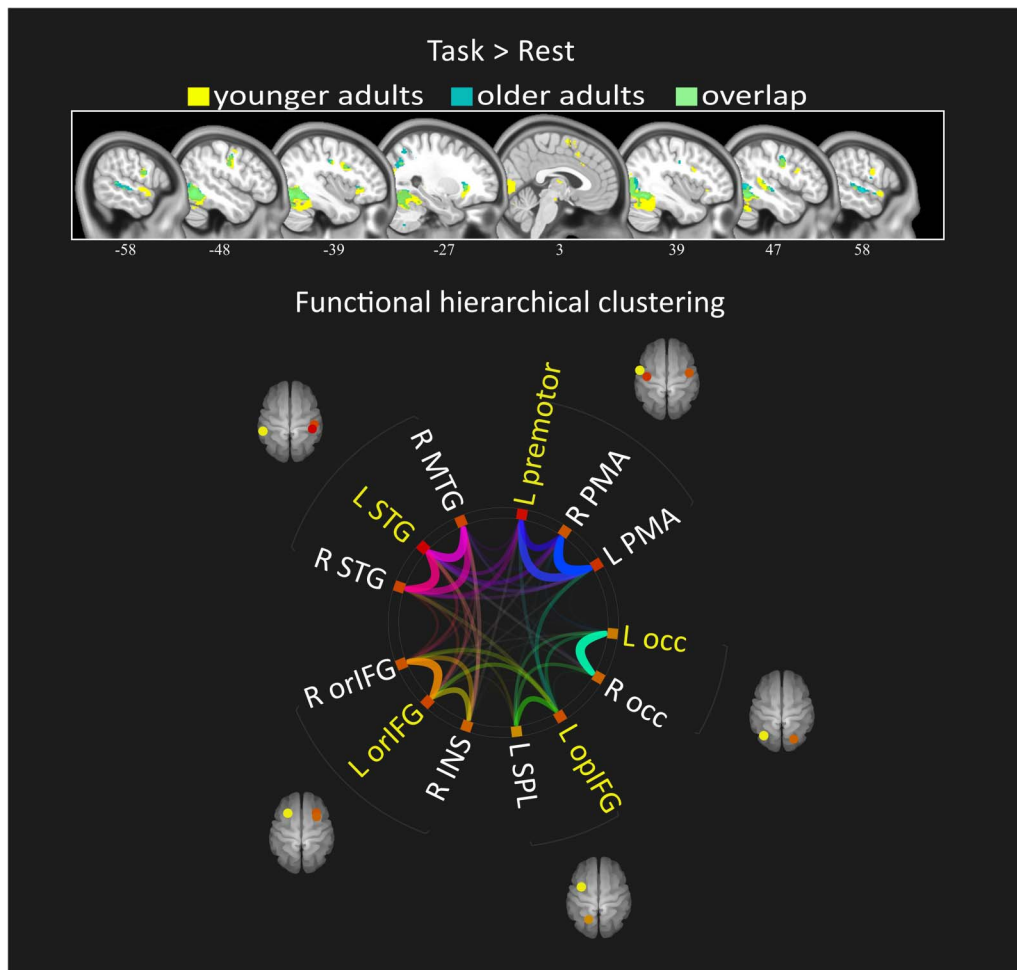 Task > Rest
younger adults older adults overlap
-58 -48 -39 -27 3 39 47 58
Functional hierarchical clustering
L premotor
R PMA
L PMA
L occ
R occ
L opIFG
L SPL
R INS
L orIFG
R orIFG
R STG
L STG
R MTG